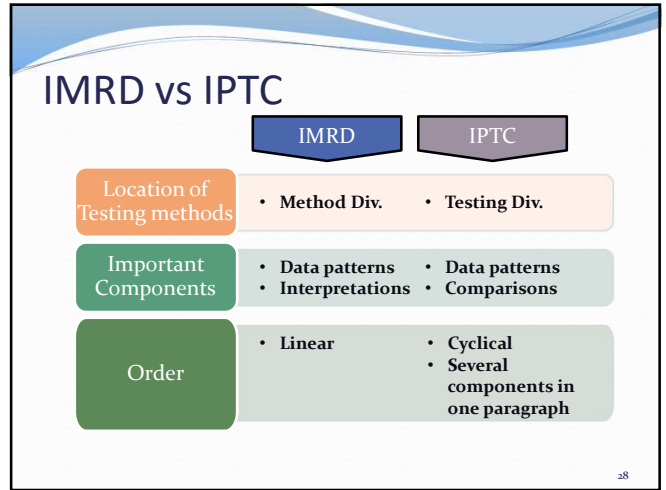 IMRD vs IPTC
IMRD
IPTC
Location of
Testing methods
• Method Div.
• Testing Div.
Important
Components
• Data patterns
• Interpretations
• Data patterns
• Comparisons
Order
• Linear
• Cyclical
• Several
components in
one paragraph
28